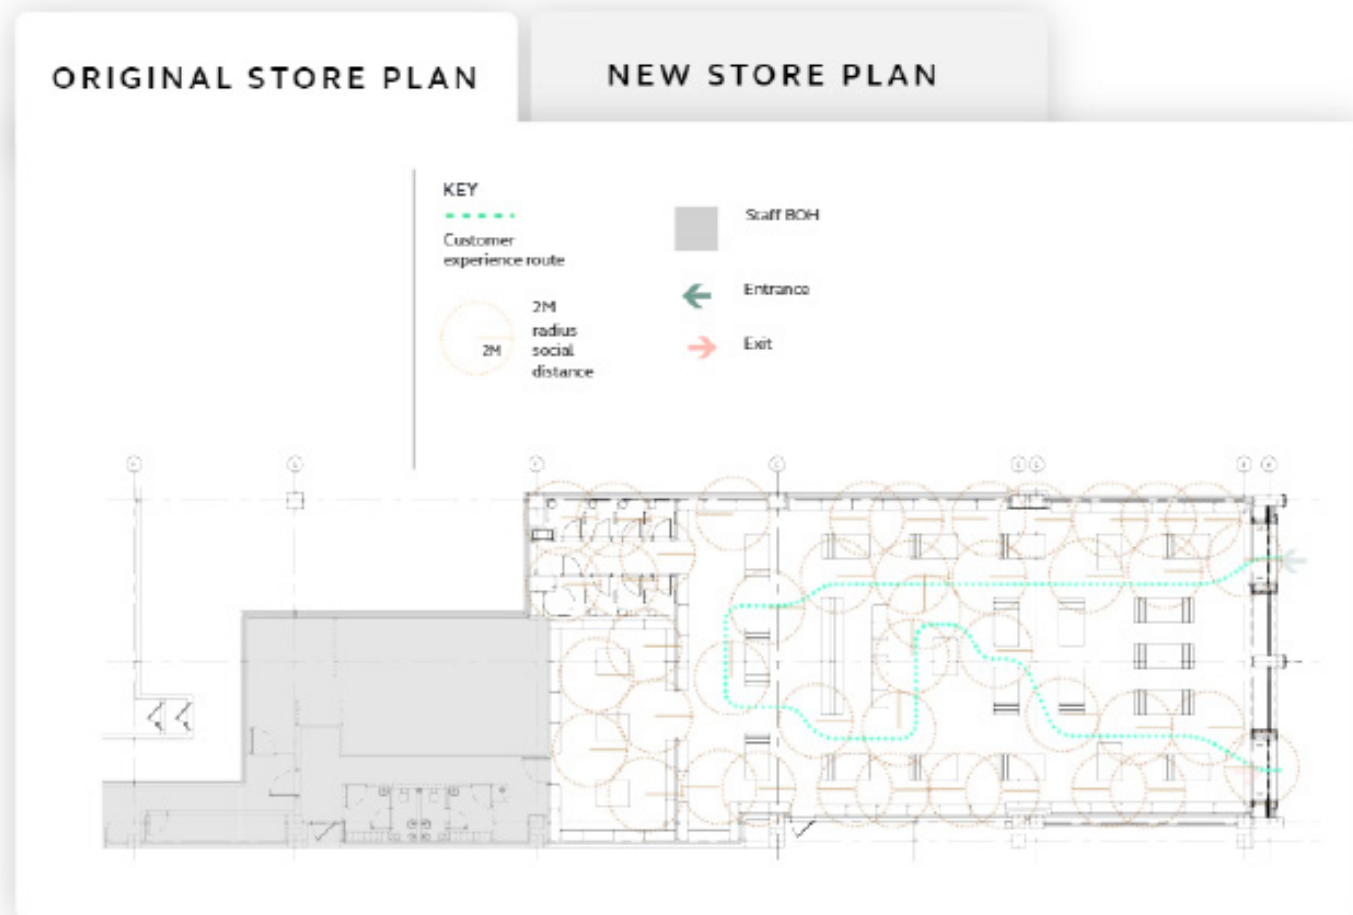 ORIGINAL STORE PLAN
NEW STORE PLAN
KEY
Customer
experience route
2M
2M
radius
social
distance
Staff BOH
Entrance
Exit